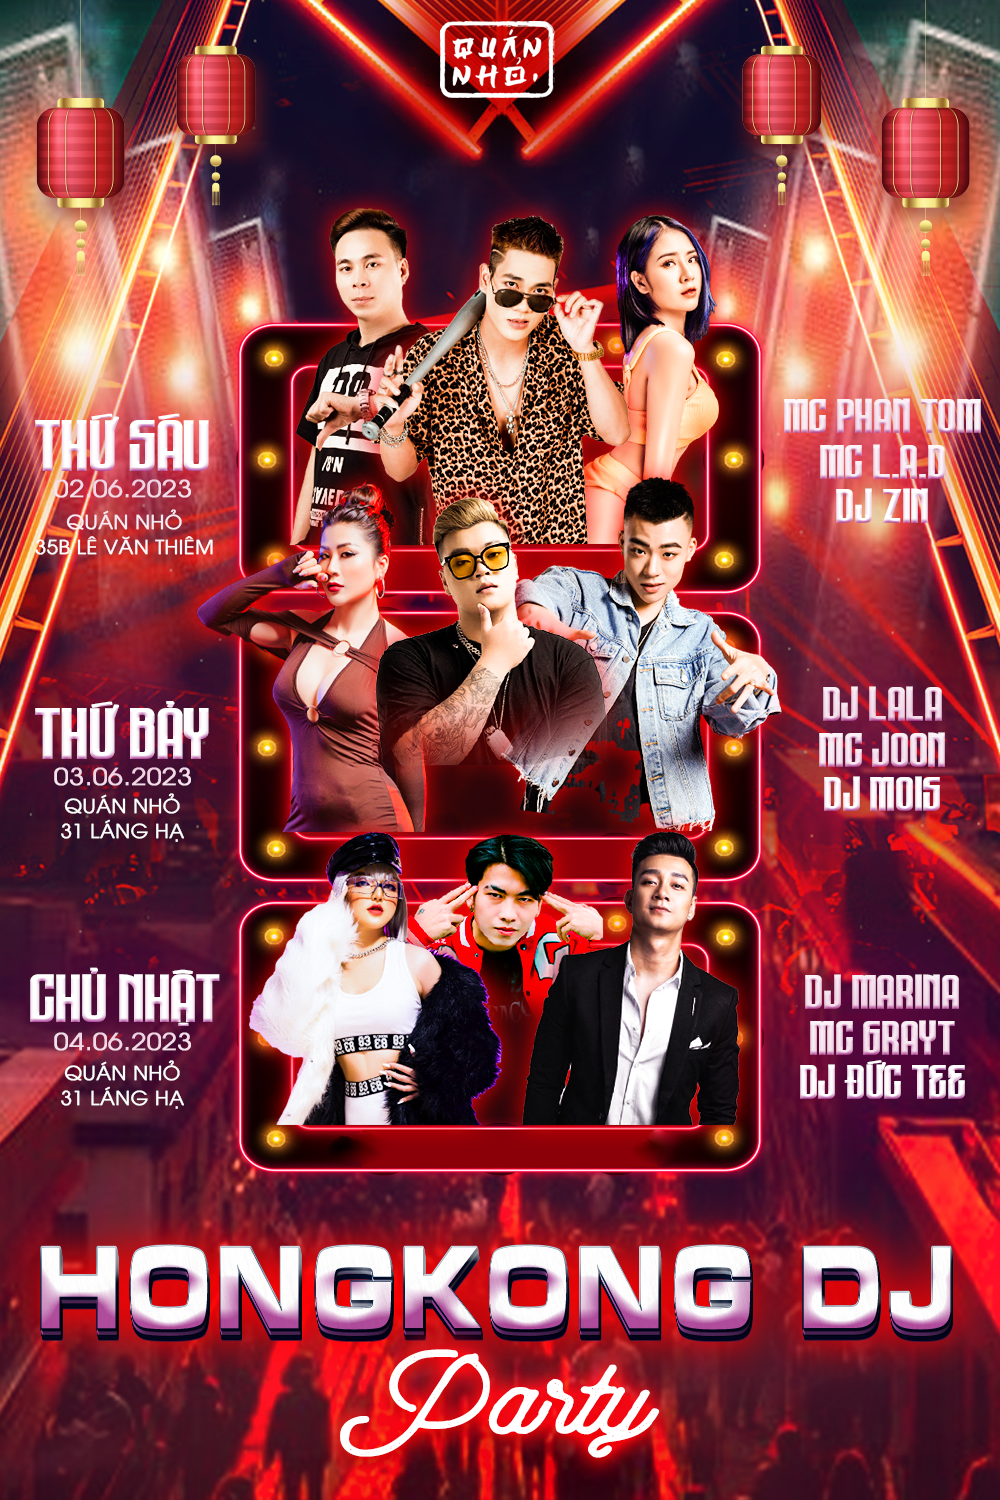 QUÁN
NHỎ.
THỨ SÁU
02.06.2023
QUÁN NHỎ
35B LÊ VĂN THIÊM
MC PHAN TOM
MC L.A.D
DJ ZIN
THỨ BẢY
03.06.2023
QUÁN NHỎ
31 LÁNG HẠ
DJ LALA
MC JOON
DJ MOIS
CHỦ NHẬT
04.06.2023
QUÁN NHỎ
31 LÁNG HẠ
DJ MARINA
MC GRAYT
DJ ĐỨC TEE
HONGKONG DJ
Party